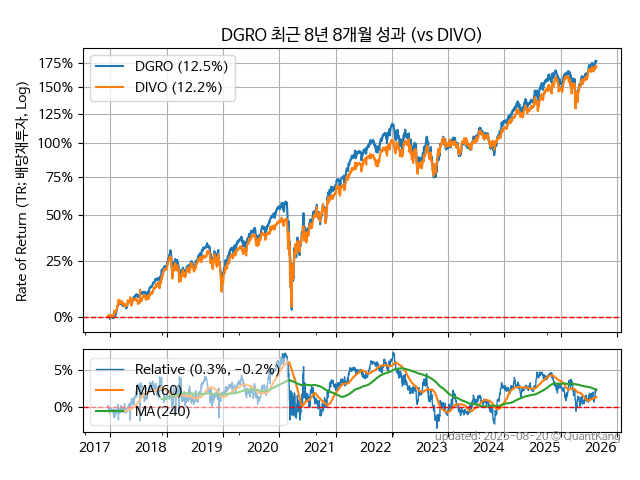 DGRO 최근 8년 8개월 성과 (vs DIVO)
Rate of Return (TR; 배당재투자, Log)
175%
150%
125%
100%
75%
50%
25%
0%
DGRO (12.5%)
DIVO (12.2%)
5%
0%
Relative (0.3%, −0.2%)
MA(60)
MA(240)
updated: 2025-08-20 © QuantKang
2017 2018 2019 2020 2021 2022 2023 2024 2025 2026